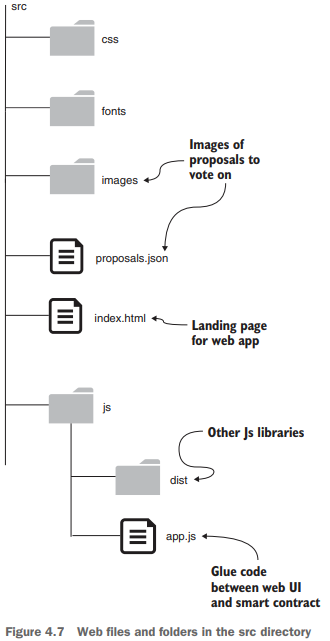 src
css
fonts
Images of
proposals to
vote on
images
proposals.json
index.html
Landing page
for web app
js
Other Js libraries
dist
app.js
Glue code
between web UI
and smart contract
Figure 4.7 Web files and folders in the src directory